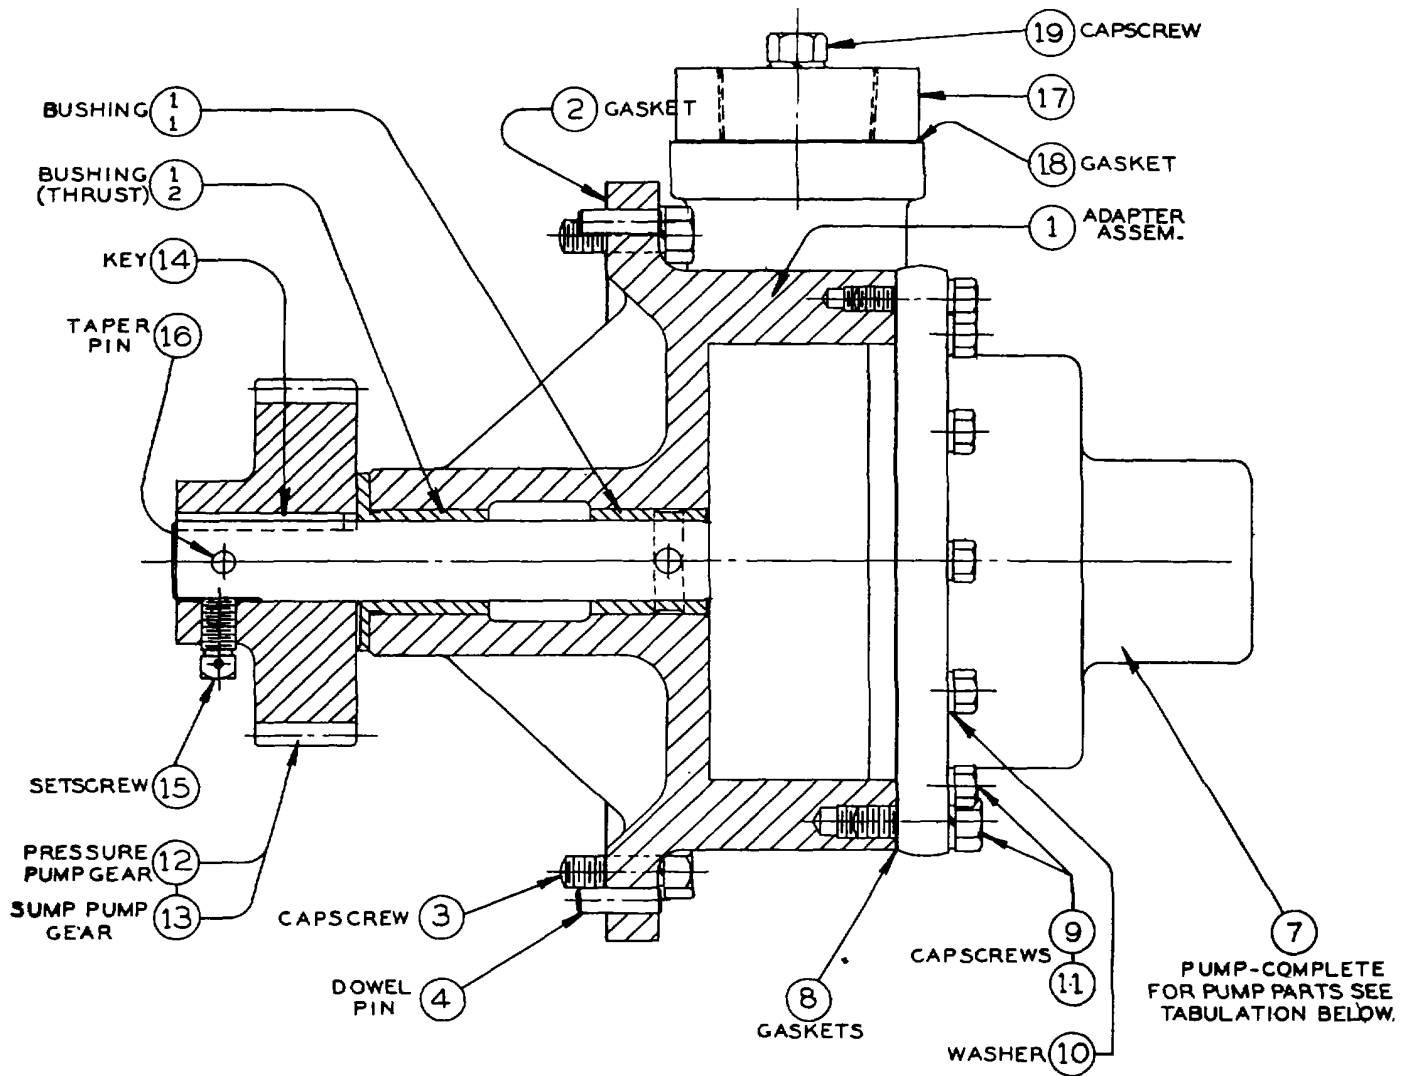 19 CAPSCREW
BUSHING 1
1
2 GASKET
17
18 GASKET
BUSHING 1
(THRUST) 2
1 ADAPTER
ASSEM.
KEY 14
TAPER
PIN 16
SETSCREW 15
PRESSURE
PUMP GEAR 12
SUMP PUMP
GEAR 13
CAPSCREW 3
DOWEL
PIN 4
8
GASKETS
9
CAPSCREWS
11
WASHER 10
7
PUMP-COMPLETE
FOR PUMP PARTS SEE
TABULATION BELOW.